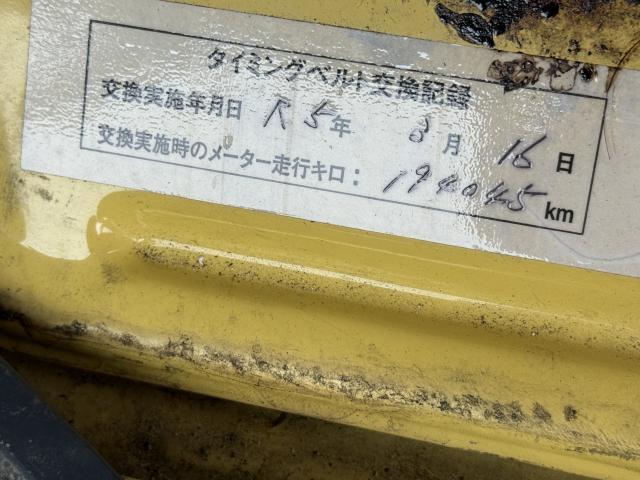 タイミングベルト交換記録
交換実施年月日 R5年 8月 16日
交換実施時のメーター走行キロ： 194045km